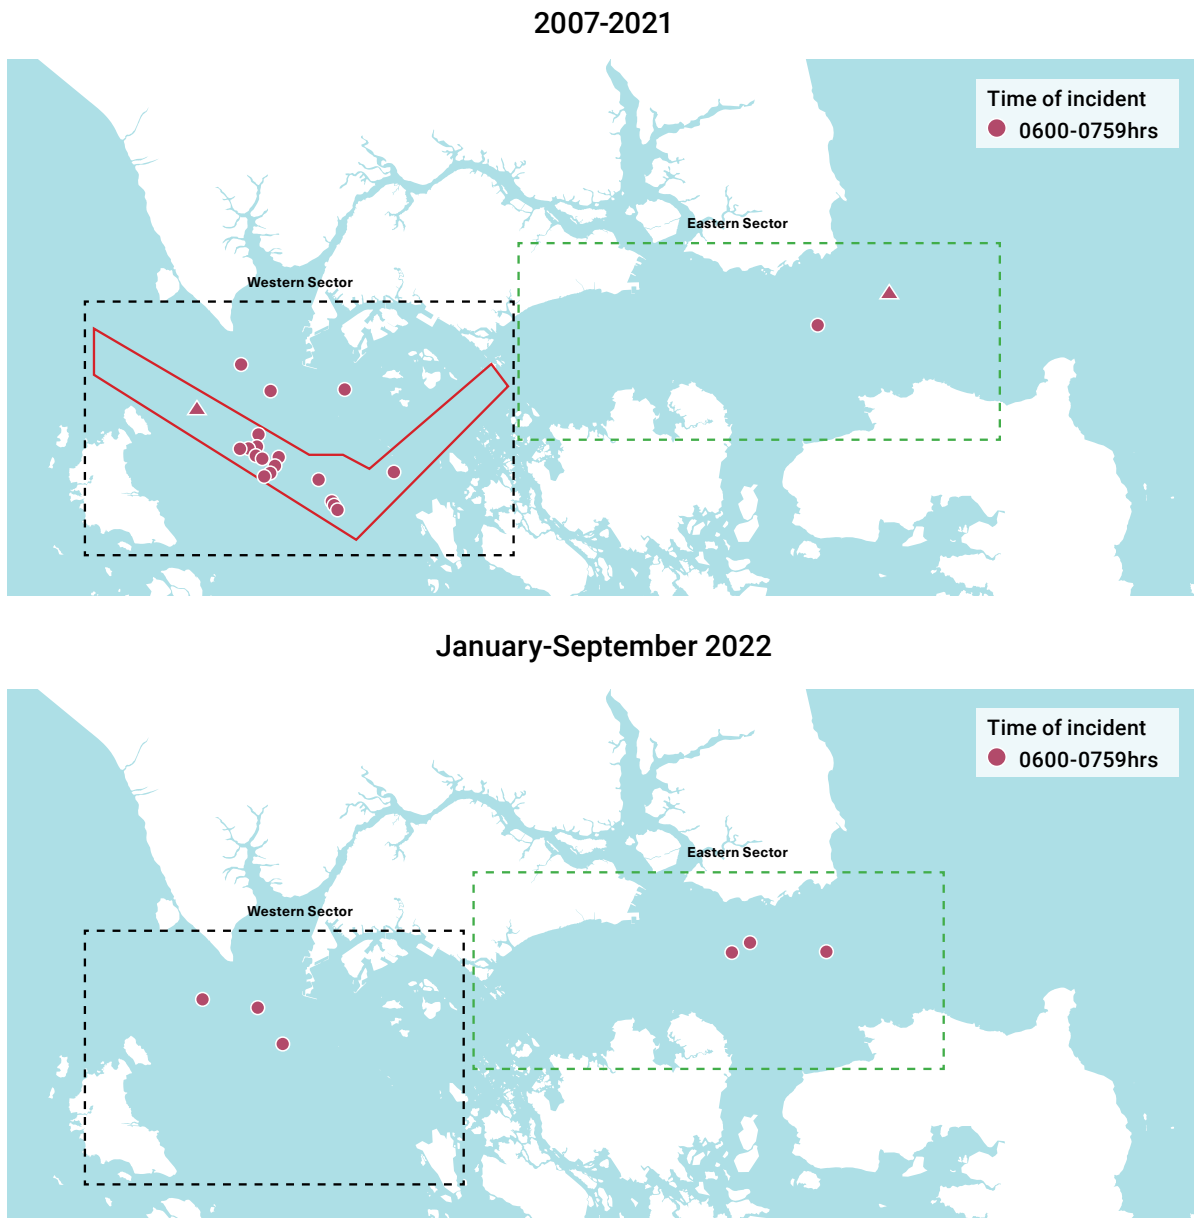 2007-2021
Time of incident
0600-0759hrs
Eastern Sector
Western Sector
January-September 2022
Time of incident
0600-0759hrs
Eastern Sector
Western Sector